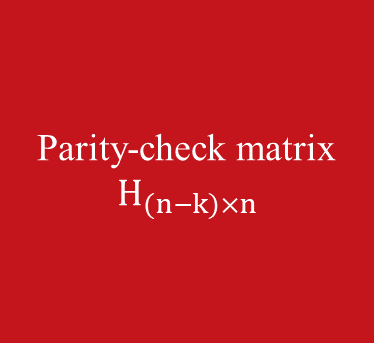 Parity-check matrix
H₍ₙ₋ₖ₎×ₙ